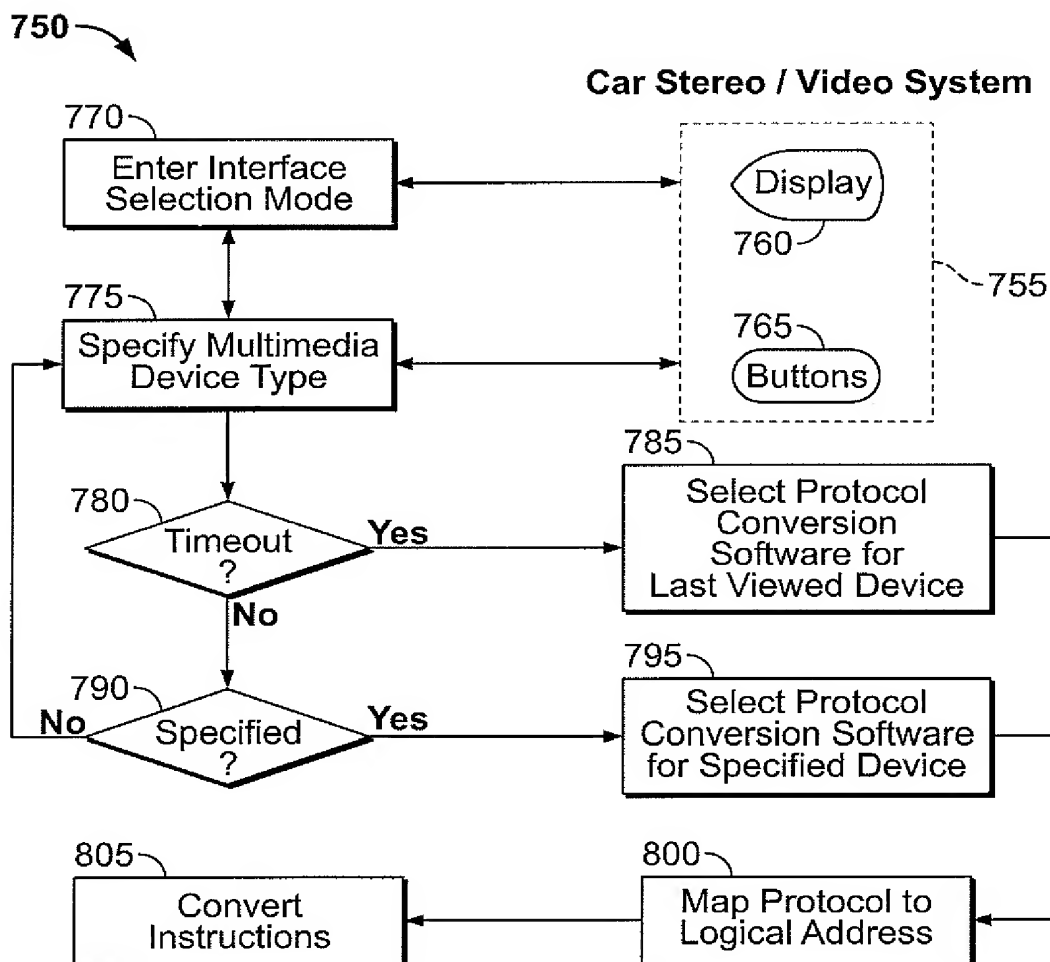 750
Car Stereo / Video System
770
Enter Interface
Selection Mode
Display
760
755
775
Specify Multimedia
Device Type
765
Buttons
785
Select Protocol
Conversion
Software for
Last Viewed Device
780
Timeout
?
Yes
No
795
Select Protocol
Conversion Software
for Specified Device
790
No
Specified
?
Yes
805
Convert
Instructions
800
Map Protocol to
Logical Address